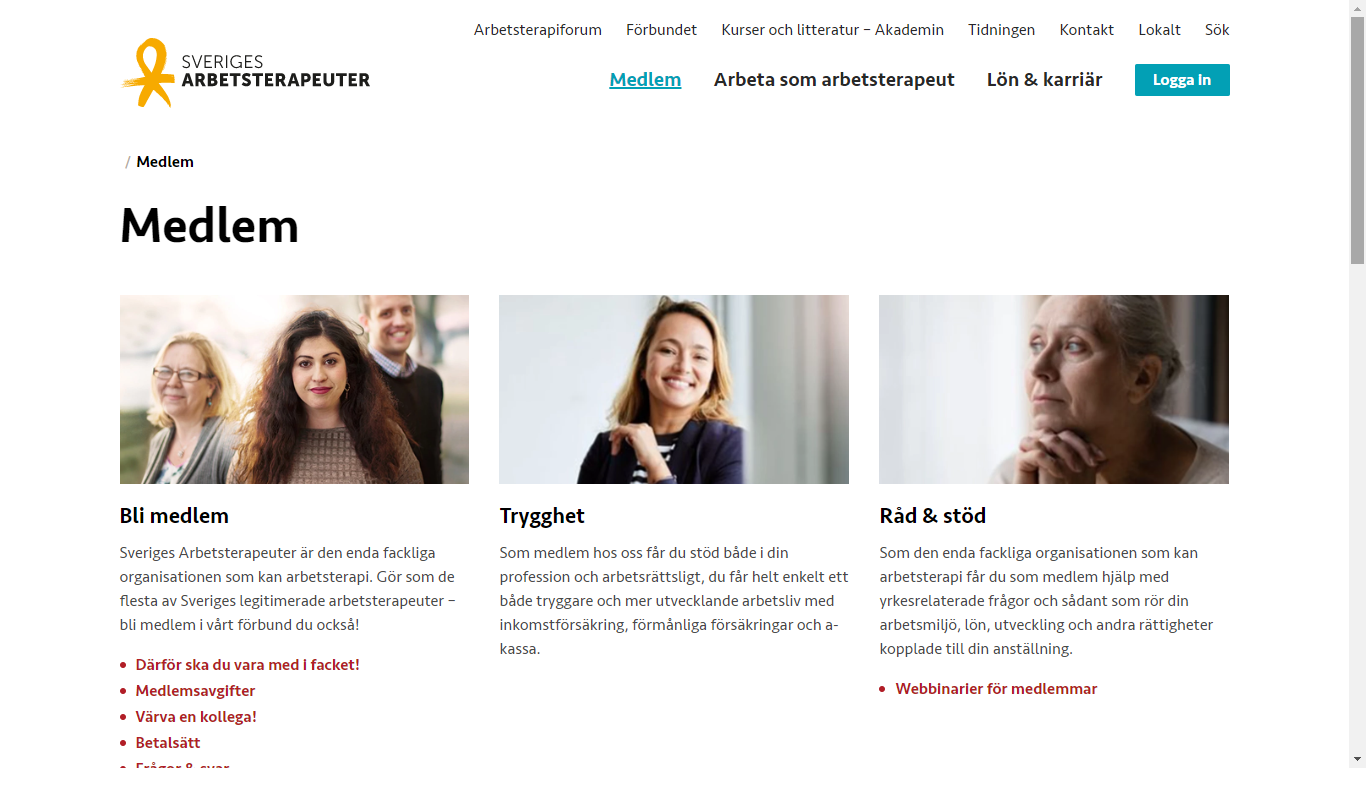 Arbetsterapiforum Förbundet Kurser och litteratur – Akademin Tidningen Kontakt Lokalt Sök
SVERIGES
ARBETSTERAPEUTER
Medlem Arbeta som arbetsterapeut Lön & karriär Logga In
/ Medlem
Medlem
Bli medlem
Sveriges Arbetsterapeuter är den enda fackliga
organisationen som kan arbetsterapi. Gör som de
flesta av Sveriges legitimerade arbetsterapeuter –
bli medlem i vårt förbund du också!
Därför ska du vara med i facket!
Medlemsavgifter
Värva en kollega!
Betalsätt
Frågor & svar
Trygghet
Som medlem hos oss får du stöd både i din
profession och arbetsrättsligt, du får helt enkelt ett
både tryggare och mer utvecklande arbetsliv med
inkomstförsäkring, förmånliga försäkringar och a-
kassa.
Råd & stöd
Som den enda fackliga organisationen som kan
arbetsterapi får du som medlem hjälp med
yrkesrelaterade frågor och sådant som rör din
arbetsmiljö, lön, utveckling och andra rättigheter
kopplade till din anställning.
Webbinarier för medlemmar